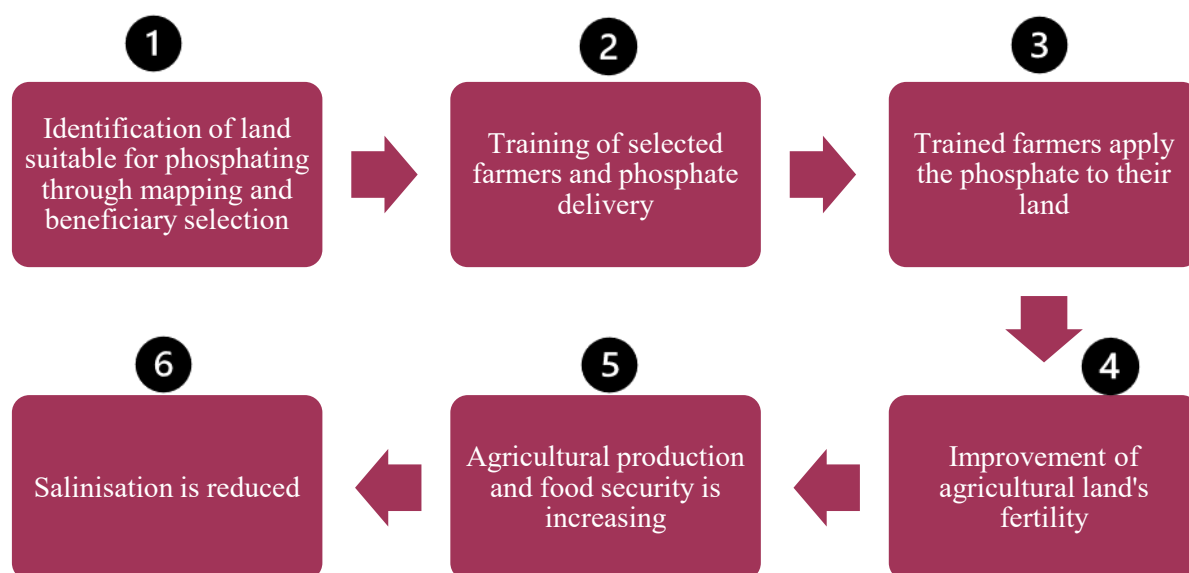 1
Identification of land
suitable for phosphating
through mapping and
beneficiary selection
2
Training of selected
farmers and phosphate
delivery
3
Trained farmers apply
the phosphate to their
land
4
Improvement of
agricultural land's
fertility
5
Agricultural production
and food security is
increasing
6
Salinisation is reduced